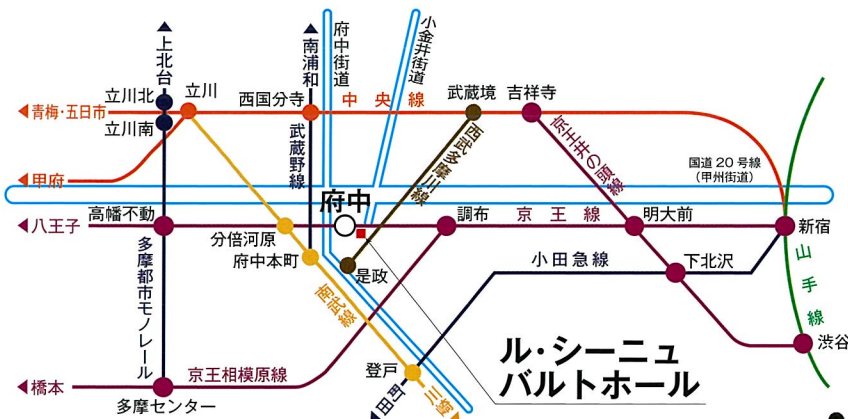 ▲上北台
▲南浦和
府中街道
小金井街道
立川北
立川
西国分寺
中央線
武蔵境
吉祥寺
◀青梅・五日市
立川南
武蔵野線
西武多摩川線
京王井の頭線
国道20号線
（甲州街道）
◀甲府
府中
◀八王子
高幡不動
分倍河原
調布
京王線
明大前
新宿
府中本町
是政
小田急線
下北沢
山手線
多摩都市モノレール
南武線
渋谷
ル・シーニュ
バルトホール
登戸
◀橋本
京王相模原線
多摩センター
町田